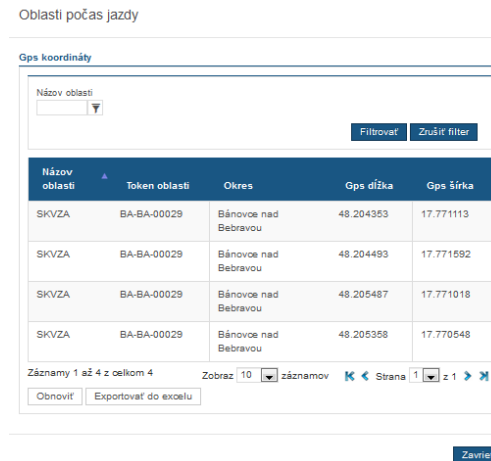 Oblasti počas jazdy
Gps koordináty
Názov oblasti
Filtrovať Zrušiť filter
Názov oblasti Token oblasti Okres Gps dĺžka Gps šírka
SKVZA BA-BA-00029 Bánovce nad Bebravou 48.204353 17.771113
SKVZA BA-BA-00029 Bánovce nad Bebravou 48.204493 17.771592
SKVZA BA-BA-00029 Bánovce nad Bebravou 48.205487 17.771018
SKVZA BA-BA-00029 Bánovce nad Bebravou 48.205358 17.770548
Záznamy 1 až 4 z celkom 4 Zobraz 10 záznamov Strana 1 z 1
Obnoviť Exportovať do excelu